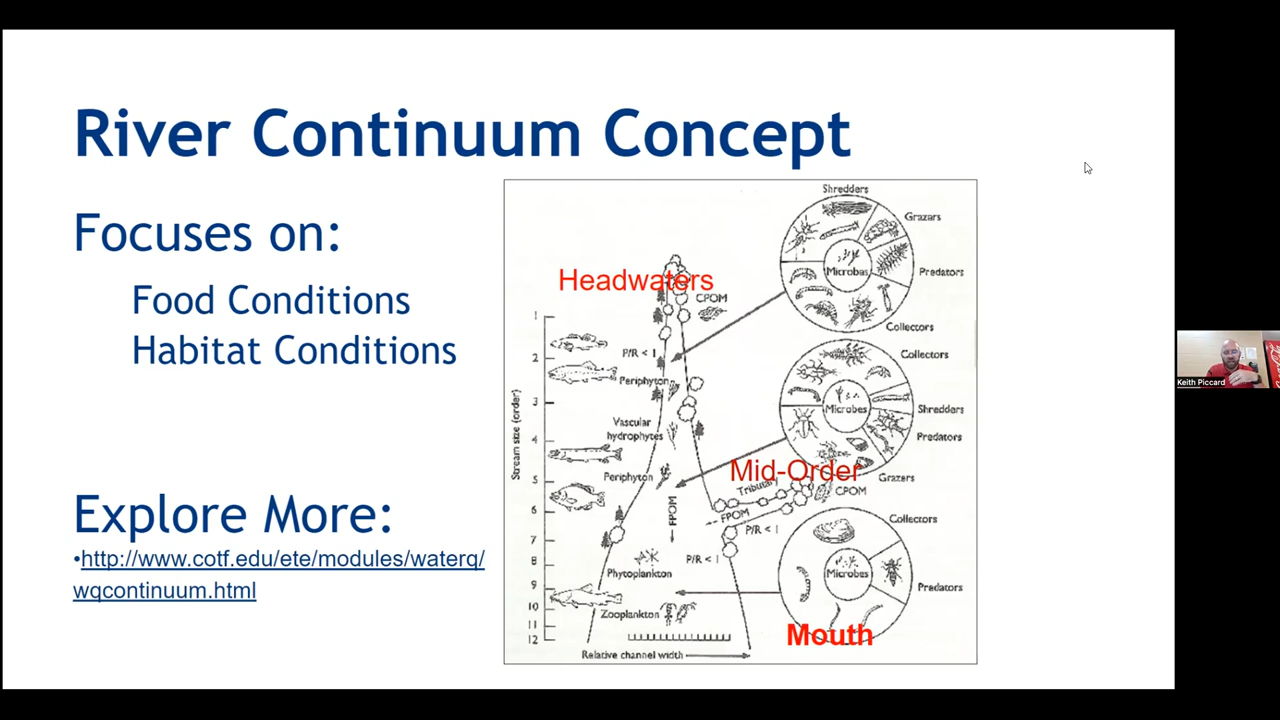 River Continuum Concept
Focuses on:
Food Conditions
Habitat Conditions
Explore More:
•http://www.cotf.edu/ete/modules/waterq/
wqcontinuum.html
Headwaters
Mid-Order
Mouth
Shredders
Grazers
Microbes
Predators
Collectors
CPOM
1
P/R < 1
2
Periphyton
3
Vascular
hydrophytes
4
Periphyton
5
6
7
8
9
10
11
12
Stream size (order)
FPOM
Phytoplankton
Zooplankton
Relative channel width
Collectors
Microbes
Shredders
Predators
Grazers
CPOM
FPOM
P/R < 1
P/R < 1
Collectors
Microbes
Predators
Keith Piccard